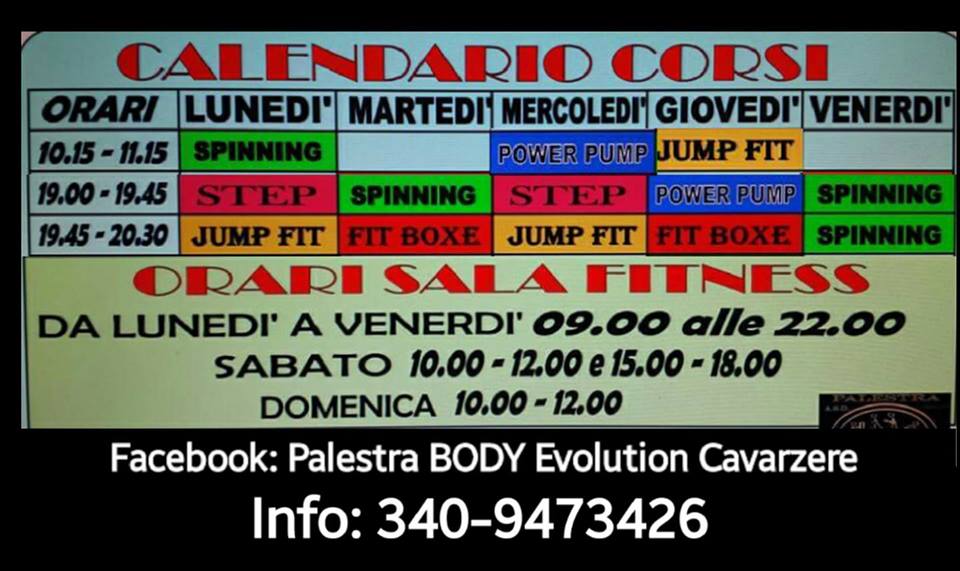 CALENDARIO CORSI
ORARI LUNEDI' MARTEDI' MERCOLEDI' GIOVEDI' VENERDI'
10.15 - 11.15 SPINNING POWER PUMP JUMP FIT
19.00 - 19.45 STEP SPINNING STEP POWER PUMP SPINNING
19.45 - 20.30 JUMP FIT FIT BOXE JUMP FIT FIT BOXE SPINNING
ORARI SALA FITNESS
DA LUNEDI' A VENERDI' 09.00 alle 22.00
SABATO 10.00 - 12.00 e 15.00 - 18.00
DOMENICA 10.00 - 12.00
PALESTRA
A.S.D.
Facebook: Palestra BODY Evolution Cavarzere
Info: 340-9473426